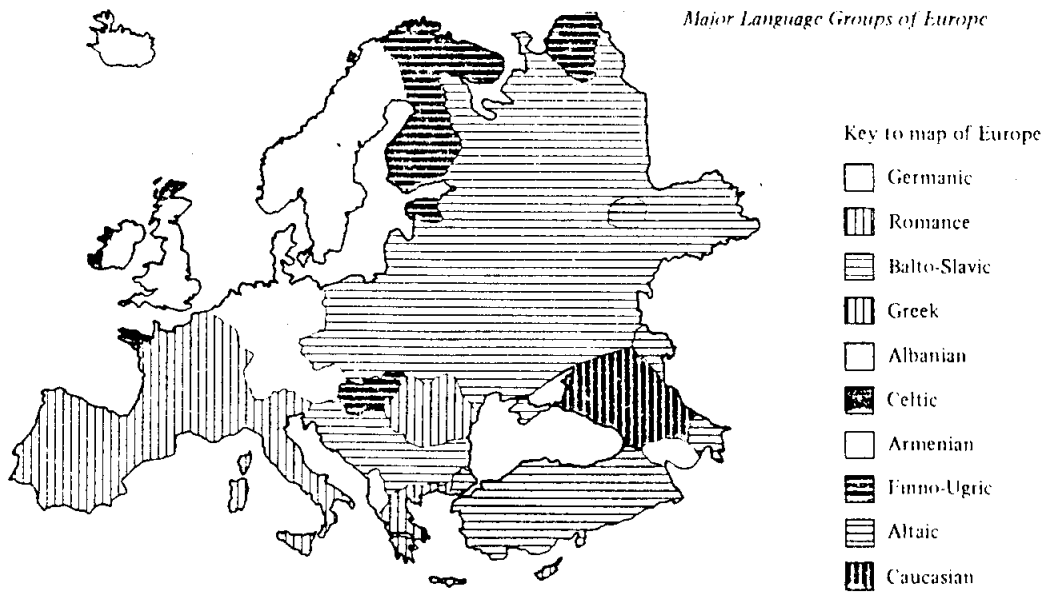 Major Language Groups of Europe
Key to map of Europe
Germanic
Romance
Balto-Slavic
Greek
Albanian
Celtic
Armenian
Finno-Ugric
Altaic
Caucasian